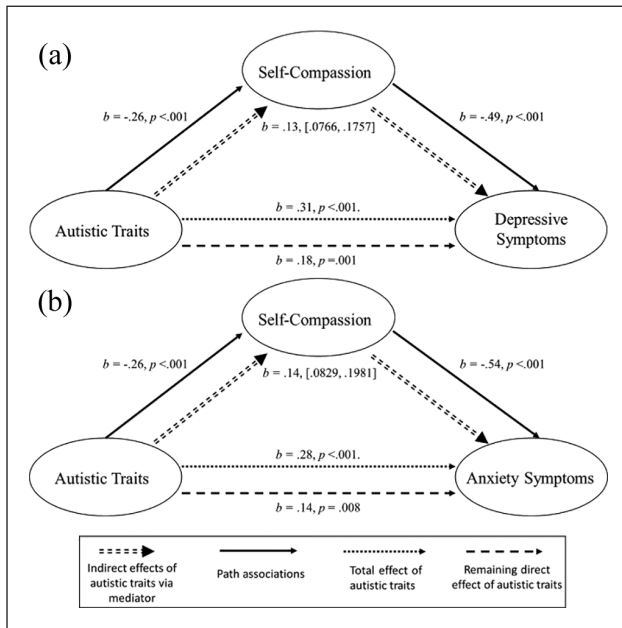 (a)
Self-Compassion
b = -.26, p <.001
b = -.49, p <.001
b = .13, [.0766, .1757]
b = .31, p <.001.
Autistic Traits
Depressive
Symptoms
b = .18, p =.001
(b)
Self-Compassion
b = -.26, p <.001
b = -.54, p <.001
b = .14, [.0829, .1981]
b = .28, p <.001.
Autistic Traits
Anxiety Symptoms
b = .14, p = .008
Indirect effects of
autistic traits via
mediator
Path associations
Total effect of
autistic traits
Remaining direct
effect of autistic traits